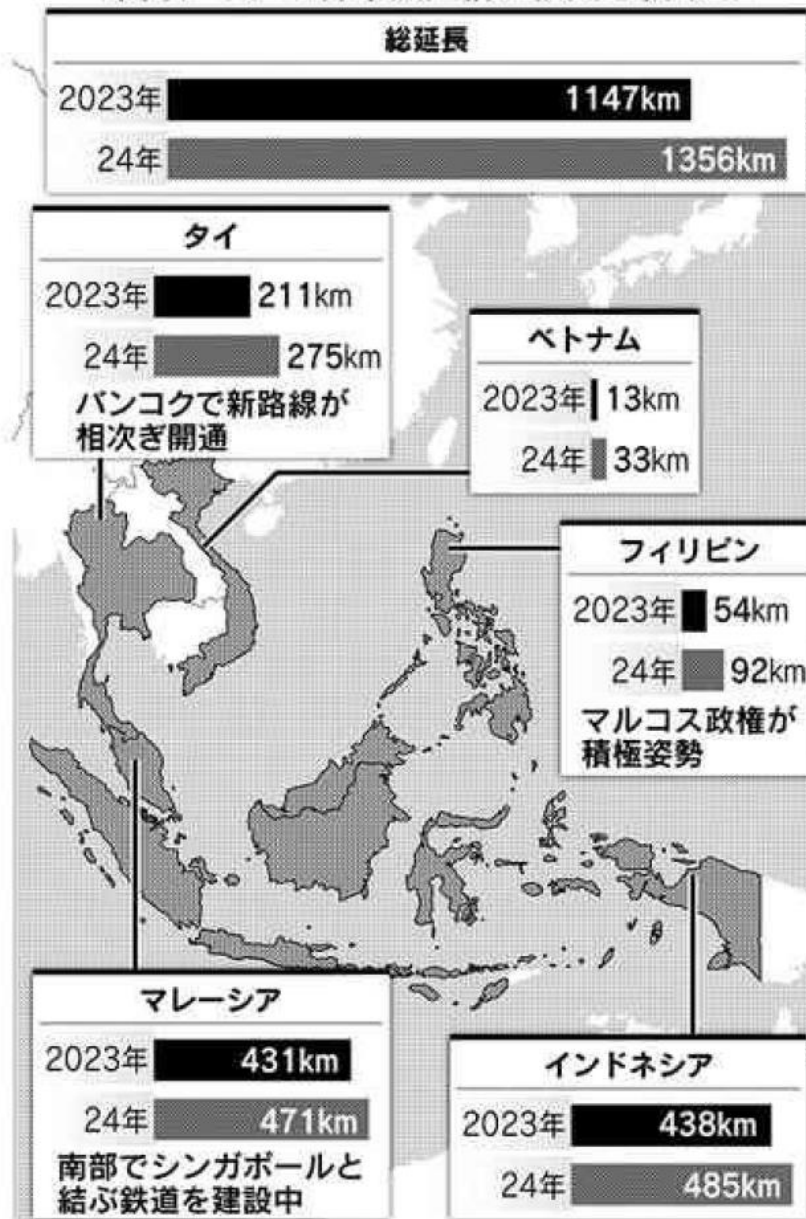 総延長
2023年 1147km
24年 1356km
タイ
2023年 211km
24年 275km
バンコクで新路線が
相次ぎ開通
ベトナム
2023年 13km
24年 33km
フィリピン
2023年 54km
24年 92km
マルコス政権が
積極姿勢
マレーシア
2023年 431km
24年 471km
南部でシンガポールと
結ぶ鉄道を建設中
インドネシア
2023年 438km
24年 485km